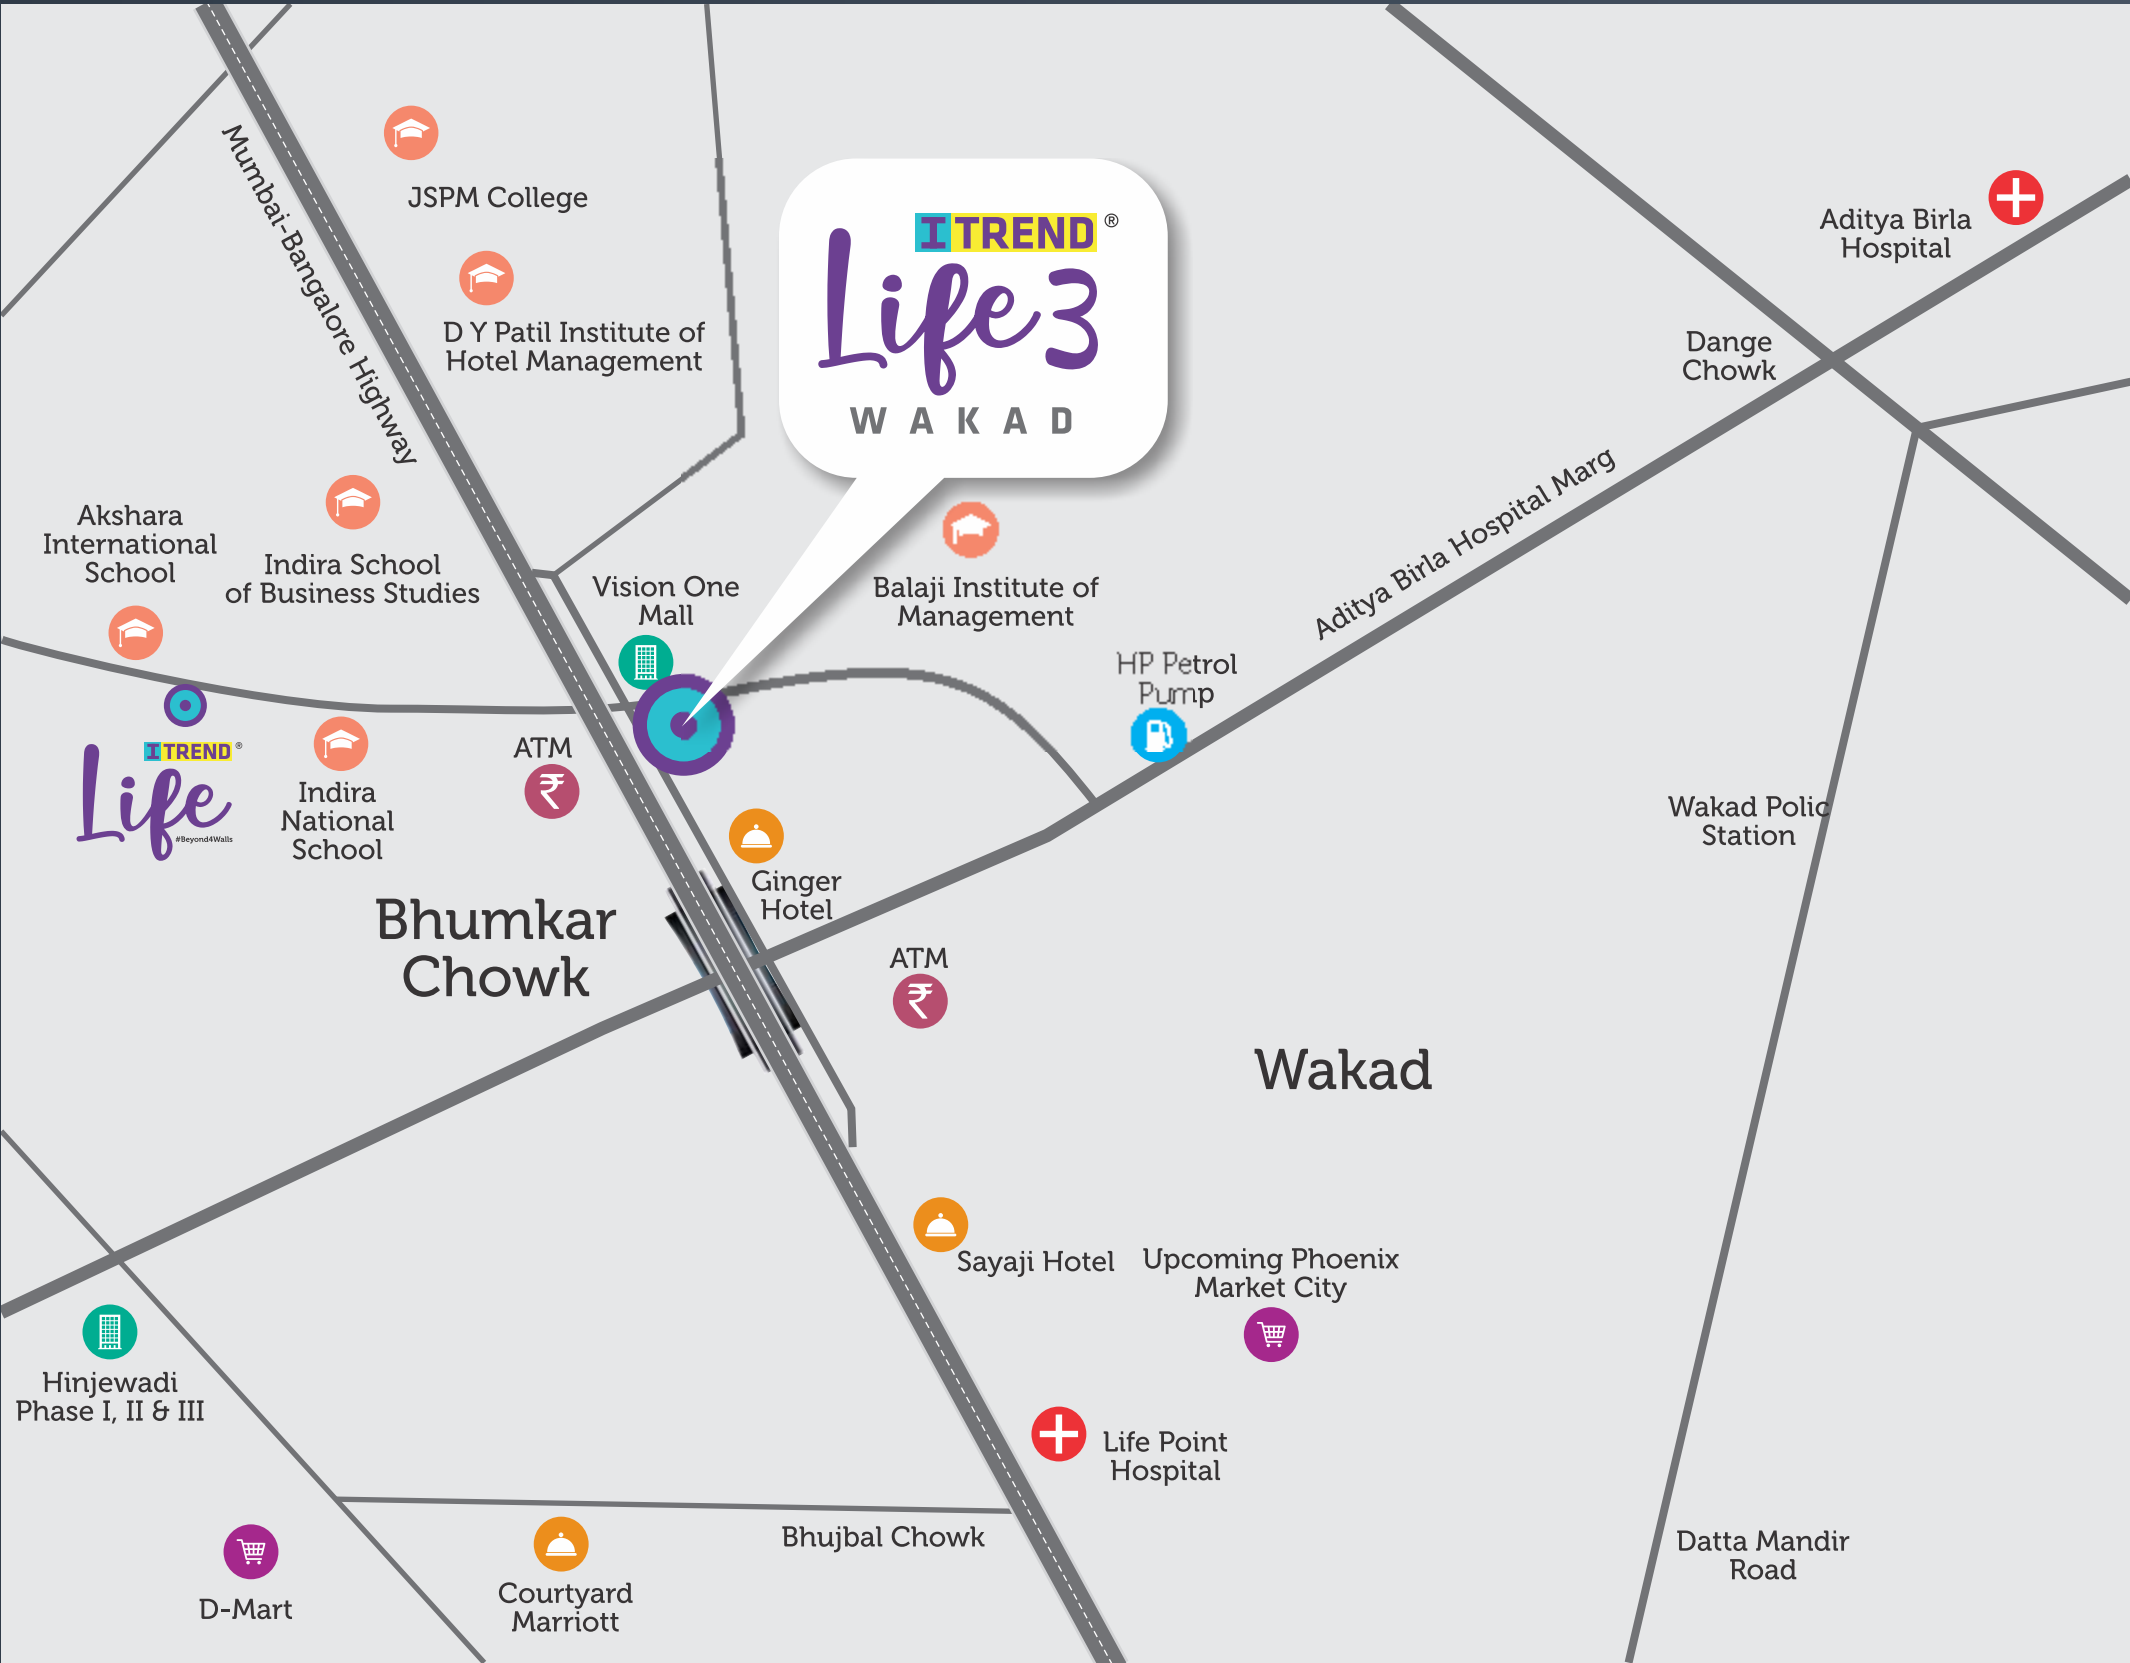 Mumbai-Bangalore Highway
JSPM College
D Y Patil Institute of
Hotel Management
I TREND ®
Life 3
WAKAD
Aditya Birla
Hospital
Dange
Chowk
Aditya Birla Hospital Marg
Akshara
International
School
Indira School
of Business Studies
Vision One
Mall
Balaji Institute of
Management
HP Petrol
Pump
I TREND ®
Life
#Beyond4Walls
Indira
National
School
ATM
₹
Ginger
Hotel
Wakad Polic
Station
Bhumkar
Chowk
ATM
₹
Wakad
Sayaji Hotel
Upcoming Phoenix
Market City
Hinjewadi
Phase I, II & III
Life Point
Hospital
Bhujbal Chowk
Datta Mandir
Road
D-Mart
Courtyard
Marriott